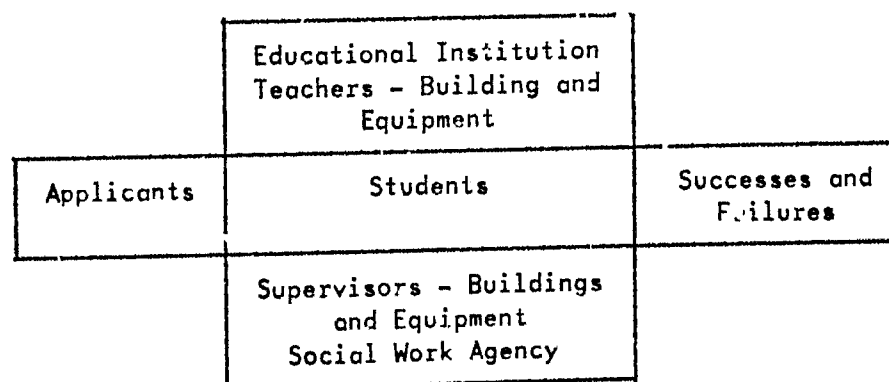 Educational Institution
Teachers - Building and
Equipment
Applicants
Students
Successes and
Failures
Supervisors - Buildings
and Equipment
Social Work Agency